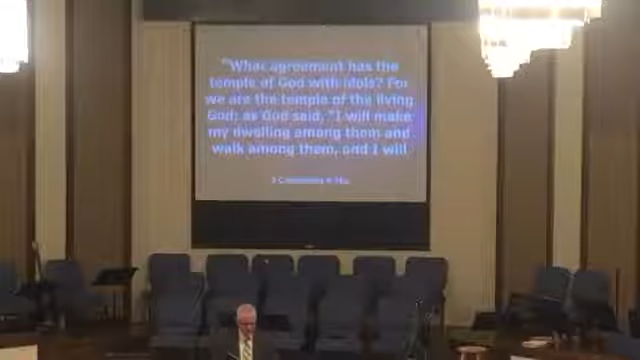 "What agreement has the
temple of God with idols? For
we are the temple of the living
God; as God said, "I will make
my dwelling among them and
walk among them, and I will